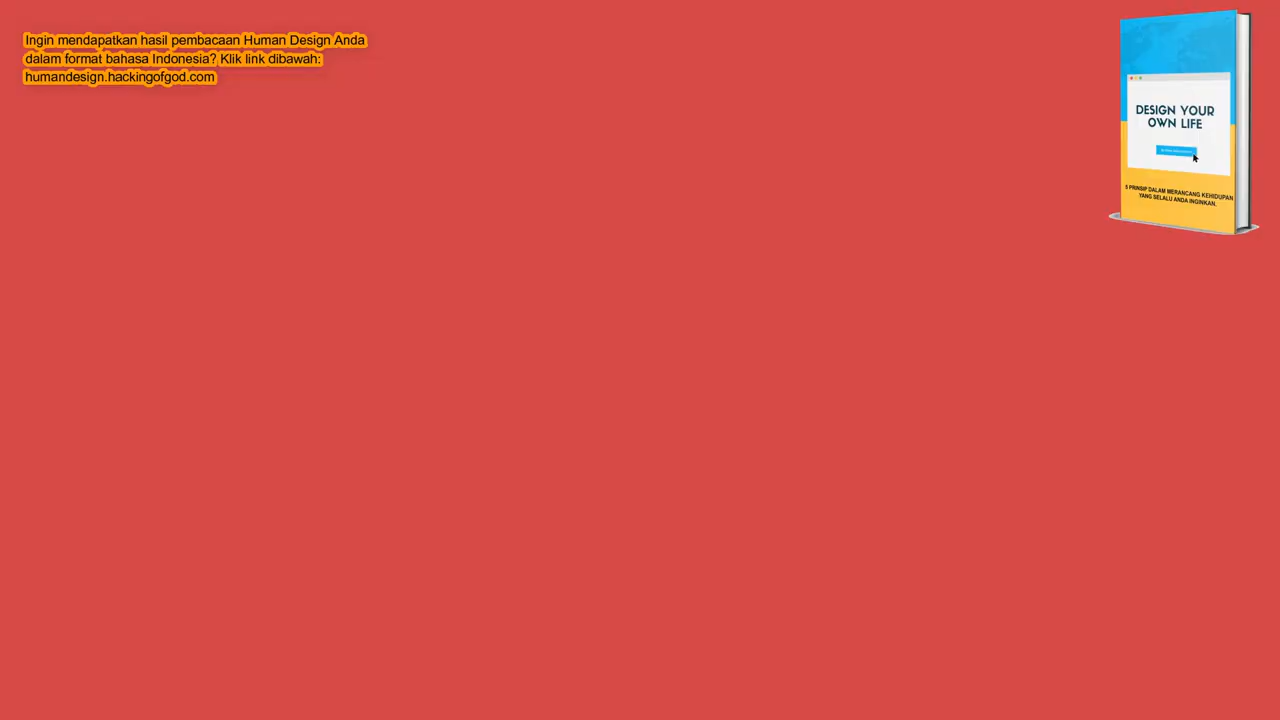 Ingin mendapatkan hasil pembacaan Human Design Anda
dalam format bahasa Indonesia? Klik link dibawah:
humandesign.hackingofgod.com
DESIGN YOUR
OWN LIFE
5 PRINSIP DALAM MERANCANG KEHIDUPAN
YANG SELALU ANDA INGINKAN.